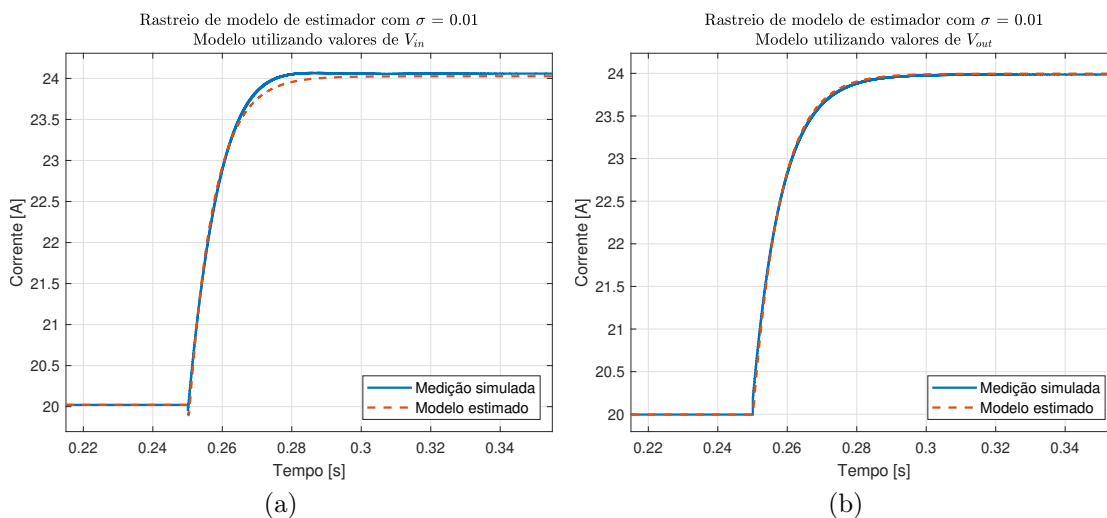 Rastreio de modelo de estimador com σ = 0.01
Modelo utilizando valores de V_in
24
23.5
23
22.5
22
21.5
21
20.5
20
Corrente [A]
Medição simulada
Modelo estimado
0.22 0.24 0.26 0.28 0.3 0.32 0.34
Tempo [s]
(a)
Rastreio de modelo de estimador com σ = 0.01
Modelo utilizando valores de V_out
24
23.5
23
22.5
22
21.5
21
20.5
20
Corrente [A]
Medição simulada
Modelo estimado
0.22 0.24 0.26 0.28 0.3 0.32 0.34
Tempo [s]
(b)